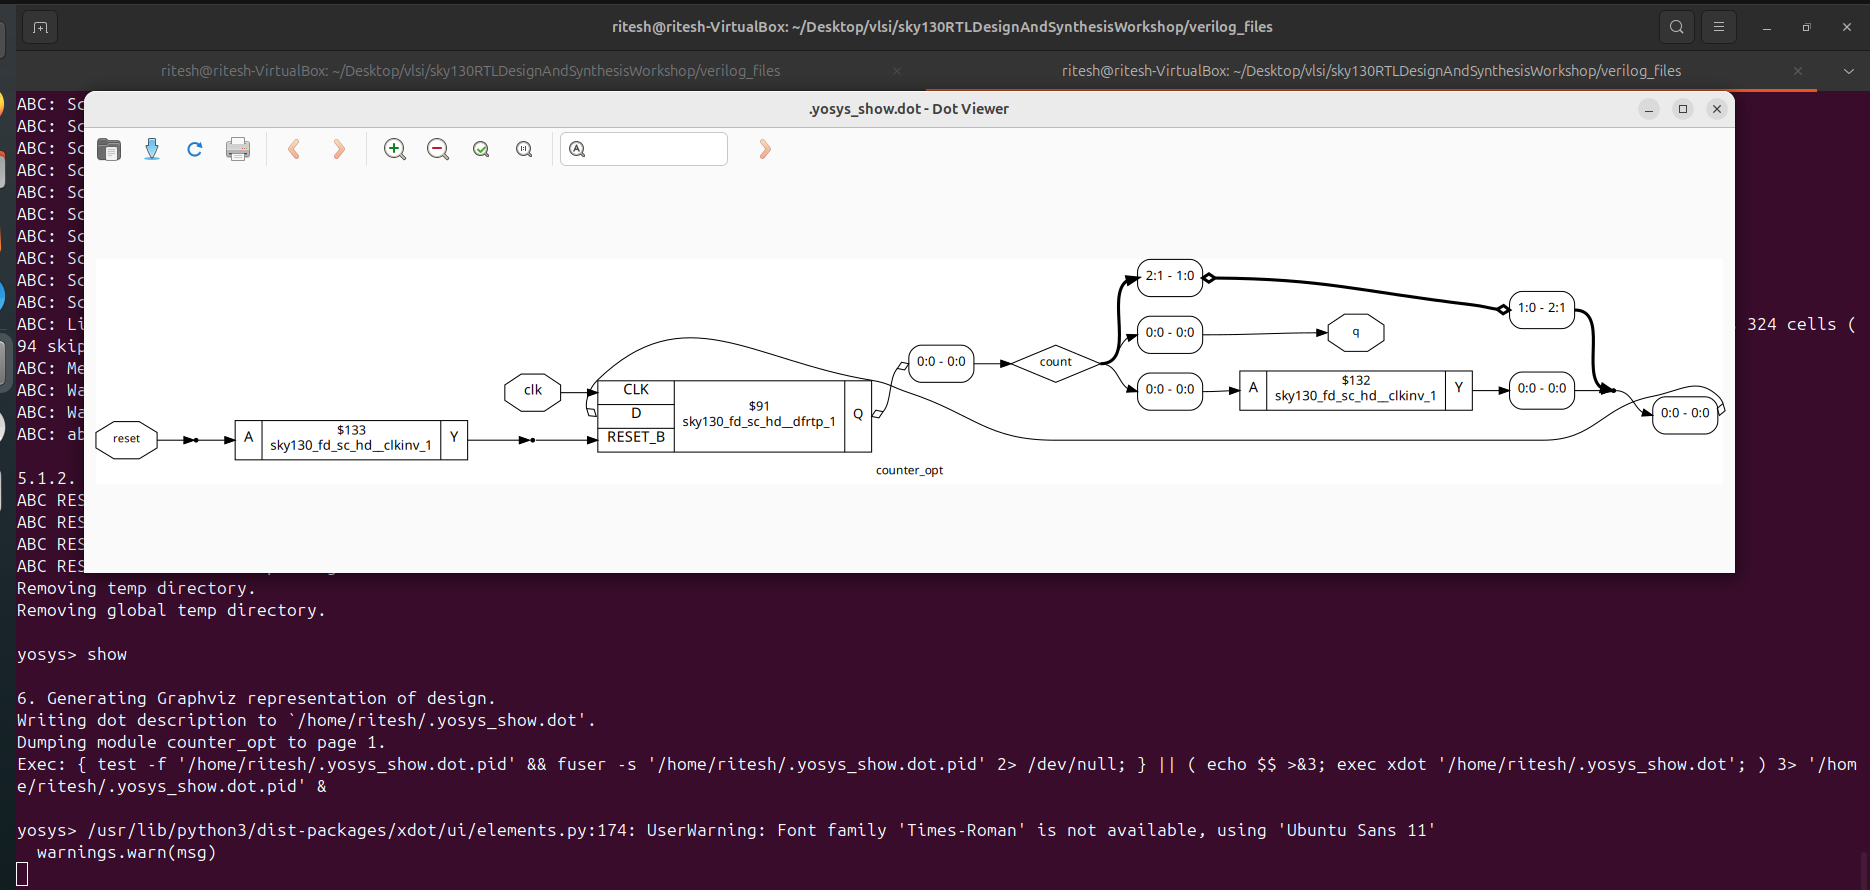 ritesh@ritesh-VirtualBox: ~/Desktop/vlsi/sky130RTLDesignAndSynthesisWorkshop/verilog_files
ritesh@ritesh-VirtualBox: ~/Desktop/vlsi/sky130RTLDesignAndSynthesisWorkshop/verilog_files
ritesh@ritesh-VirtualBox: ~/Desktop/vlsi/sky130RTLDesignAndSynthesisWorkshop/verilog_files
.yosys_show.dot - Dot Viewer
ABC: Sc
ABC: Sc
ABC: Sc
ABC: Sc
ABC: Sc
ABC: Sc
ABC: Sc
ABC: Sc
ABC: Sc
ABC: Sc
ABC: Li
324 cells (
94 skip
ABC: Me
ABC: Wa
ABC: Wa
ABC: ab
reset
A
$133
sky130_fd_sc_hd__clkinv_1
Y
clk
CLK
D
RESET_B
$91
sky130_fd_sc_hd__dfrtp_1
Q
0:0 - 0:0
count
2:1 - 1:0
0:0 - 0:0
0:0 - 0:0
q
A
$132
sky130_fd_sc_hd__clkinv_1
Y
1:0 - 2:1
0:0 - 0:0
0:0 - 0:0
counter_opt
5.1.2.
ABC RES
ABC RES
ABC RES
ABC RES
Removing temp directory.
Removing global temp directory.
yosys> show
6. Generating Graphviz representation of design.
Writing dot description to `/home/ritesh/.yosys_show.dot'.
Dumping module counter_opt to page 1.
Exec: { test -f '/home/ritesh/.yosys_show.dot.pid' && fuser -s '/home/ritesh/.yosys_show.dot.pid' 2> /dev/null; } || ( echo $$ >&3; exec xdot '/home/ritesh/.yosys_show.dot'; ) 3> '/hom
e/ritesh/.yosys_show.dot.pid' &
yosys> /usr/lib/python3/dist-packages/xdot/ui/elements.py:174: UserWarning: Font family 'Times-Roman' is not available, using 'Ubuntu Sans 11'
warnings.warn(msg)